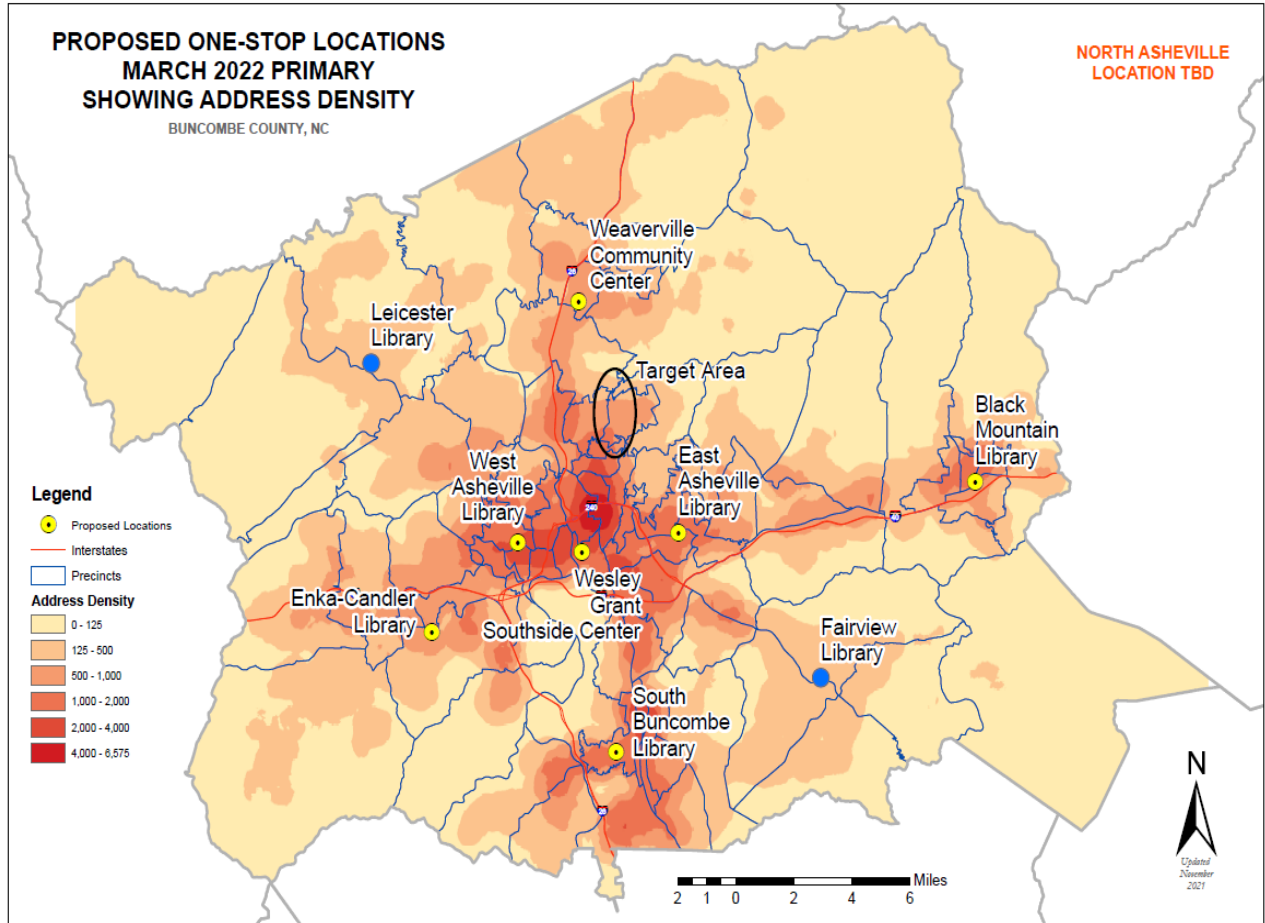 PROPOSED ONE-STOP LOCATIONS
MARCH 2022 PRIMARY
SHOWING ADDRESS DENSITY
BUNCOMBE COUNTY, NC
NORTH ASHEVILLE
LOCATION TBD
Weaverville
Community
Center
26
Leicester
Library
Target Area
Black
Mountain
Library
West
Asheville
Library
East
Asheville
Library
240
40
Wesley
Grant
Southside Center
Enka-Candler
Library
Fairview
Library
South
Buncombe
Library
26
Legend
Proposed Locations
Interstates
Precincts
Address Density
0 - 125
125 - 500
500 - 1,000
1,000 - 2,000
2,000 - 4,000
4,000 - 6,575
N
Updated
November
2021
Miles
2 1 0 2 4 6